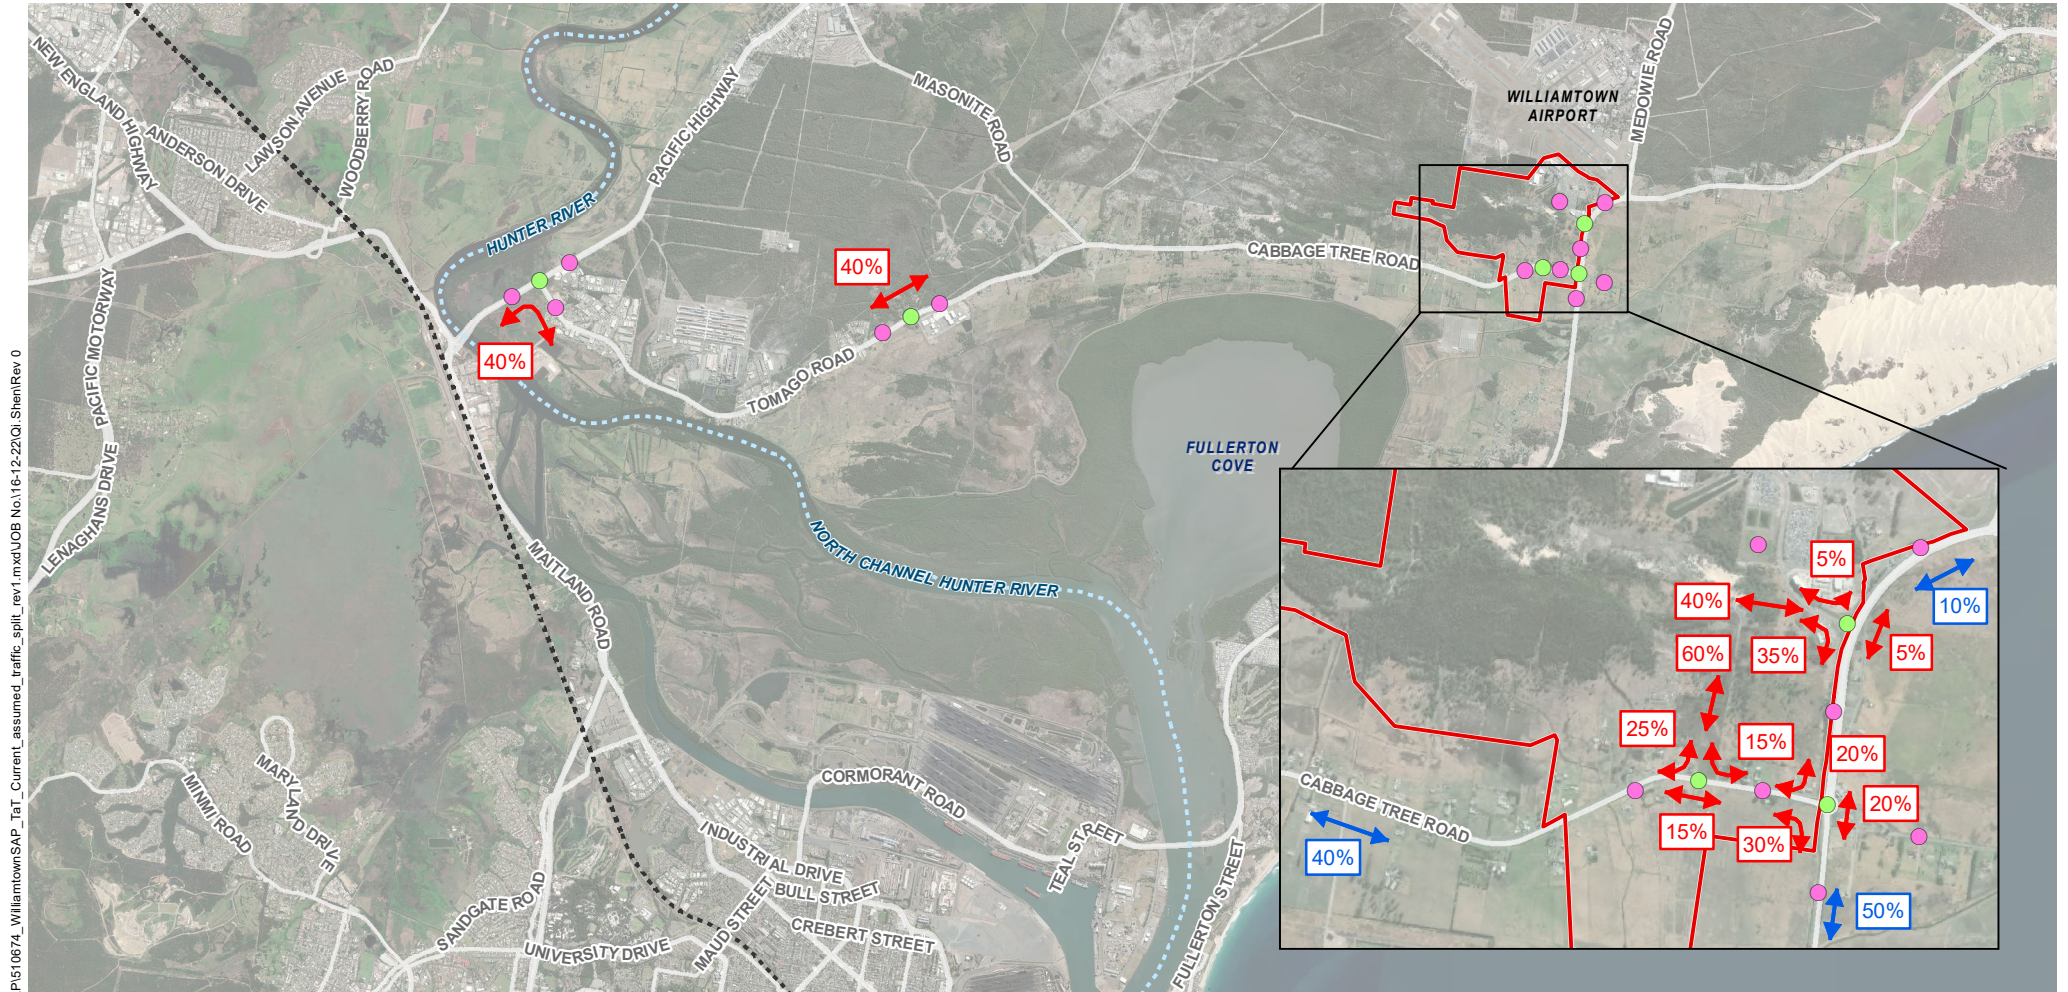 P:\510674_WilliamtownSAP_TaT_Current_assumed_traffic_split_rev1.mxd\JOB No.\16-12-22\Qi.Shen\Rev 0
NEW ENGLAND HIGHWAY
ANDERSON DRIVE
LAWSON AVENUE
WOODBERRY ROAD
HUNTER RIVER
PACIFIC HIGHWAY
MASONITE ROAD
WILLIAMTOWN
AIRPORT
MEDOWIE ROAD
CABBAGE TREE ROAD
40%
40%
TOMAGO ROAD
PACIFIC MOTORWAY
LENAGHANS DRIVE
FULLERTON
COVE
NORTH CHANNEL HUNTER RIVER
MAITLAND ROAD
5%
40%
10%
60%
35%
5%
25%
15%
20%
CABBAGE TREE ROAD
20%
15%
30%
40%
50%
MARYLAND DRIVE
MINMI ROAD
CORMORANT ROAD
TEAL STREET
INDUSTRIAL DRIVE
BULL STREET
CREBERT STREET
MAUD STREET
SANDGATE ROAD
UNIVERSITY DRIVE
FULLERTON STREET